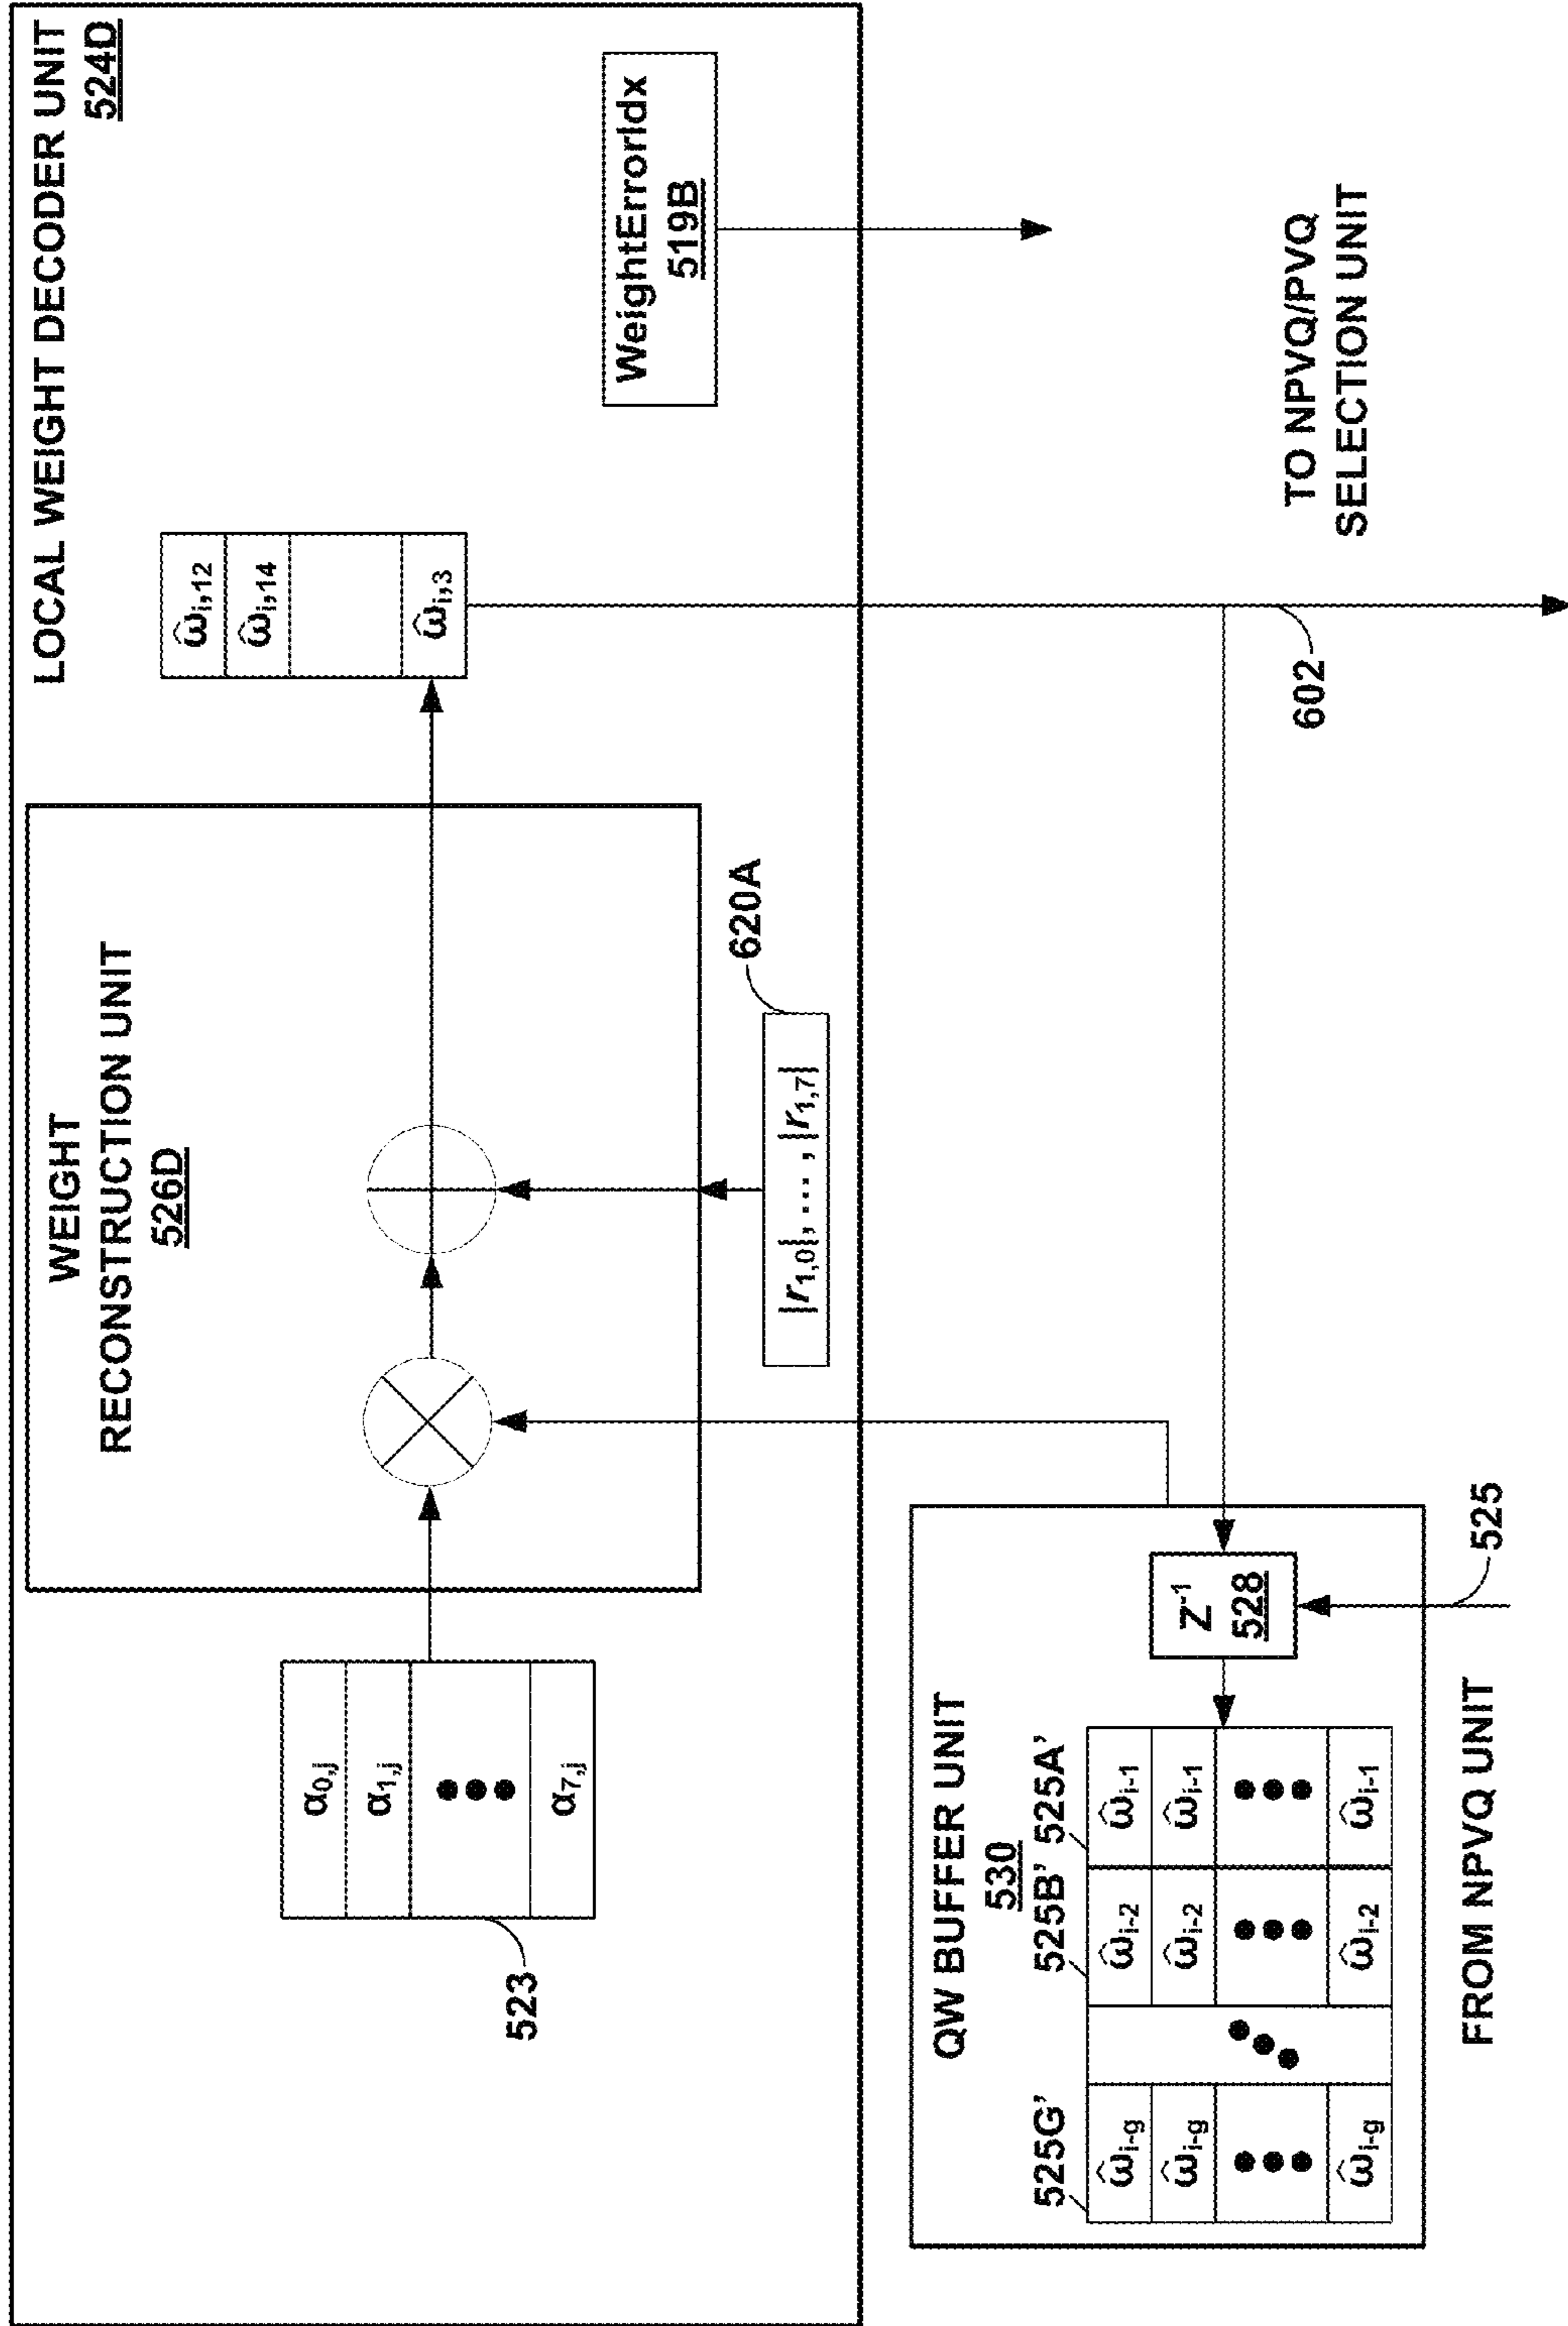 LOCAL WEIGHT DECODER UNIT
524D
WEIGHT
RECONSTRUCTION UNIT
526D
α0,j
α1,j
α7,j
523
ω̂i,12
ω̂i,14
ω̂i,3
WeightErrorIdx
519B
|r1,0|, ... , |r1,7|
620A
QW BUFFER UNIT
530
525G'
525B'
525A'
ω̂i-g
ω̂i-2
ω̂i-1
ω̂i-g
ω̂i-2
ω̂i-1
ω̂i-g
ω̂i-2
ω̂i-1
Z-1
528
525
FROM NPVQ UNIT
602
TO NPVQ/PVQ
SELECTION UNIT